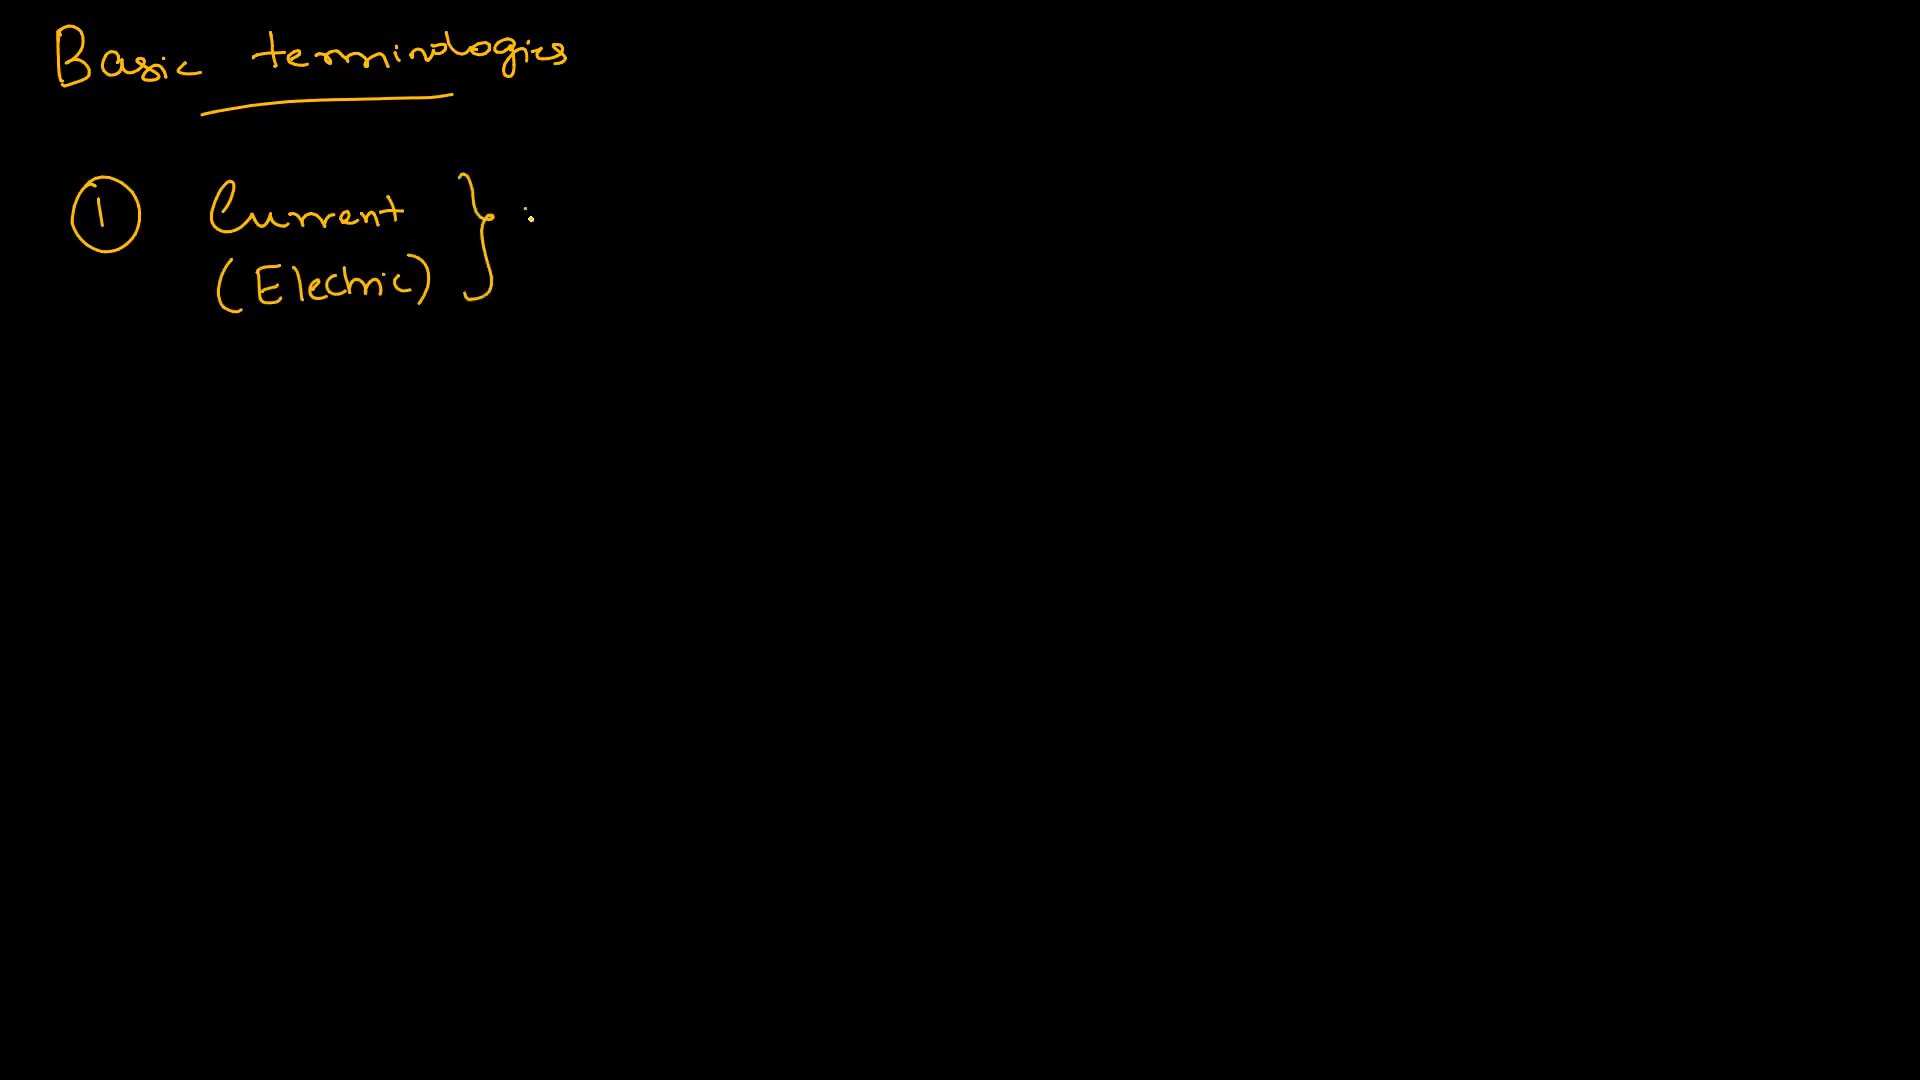 Basic terminologies
① Current } :
(Electric)